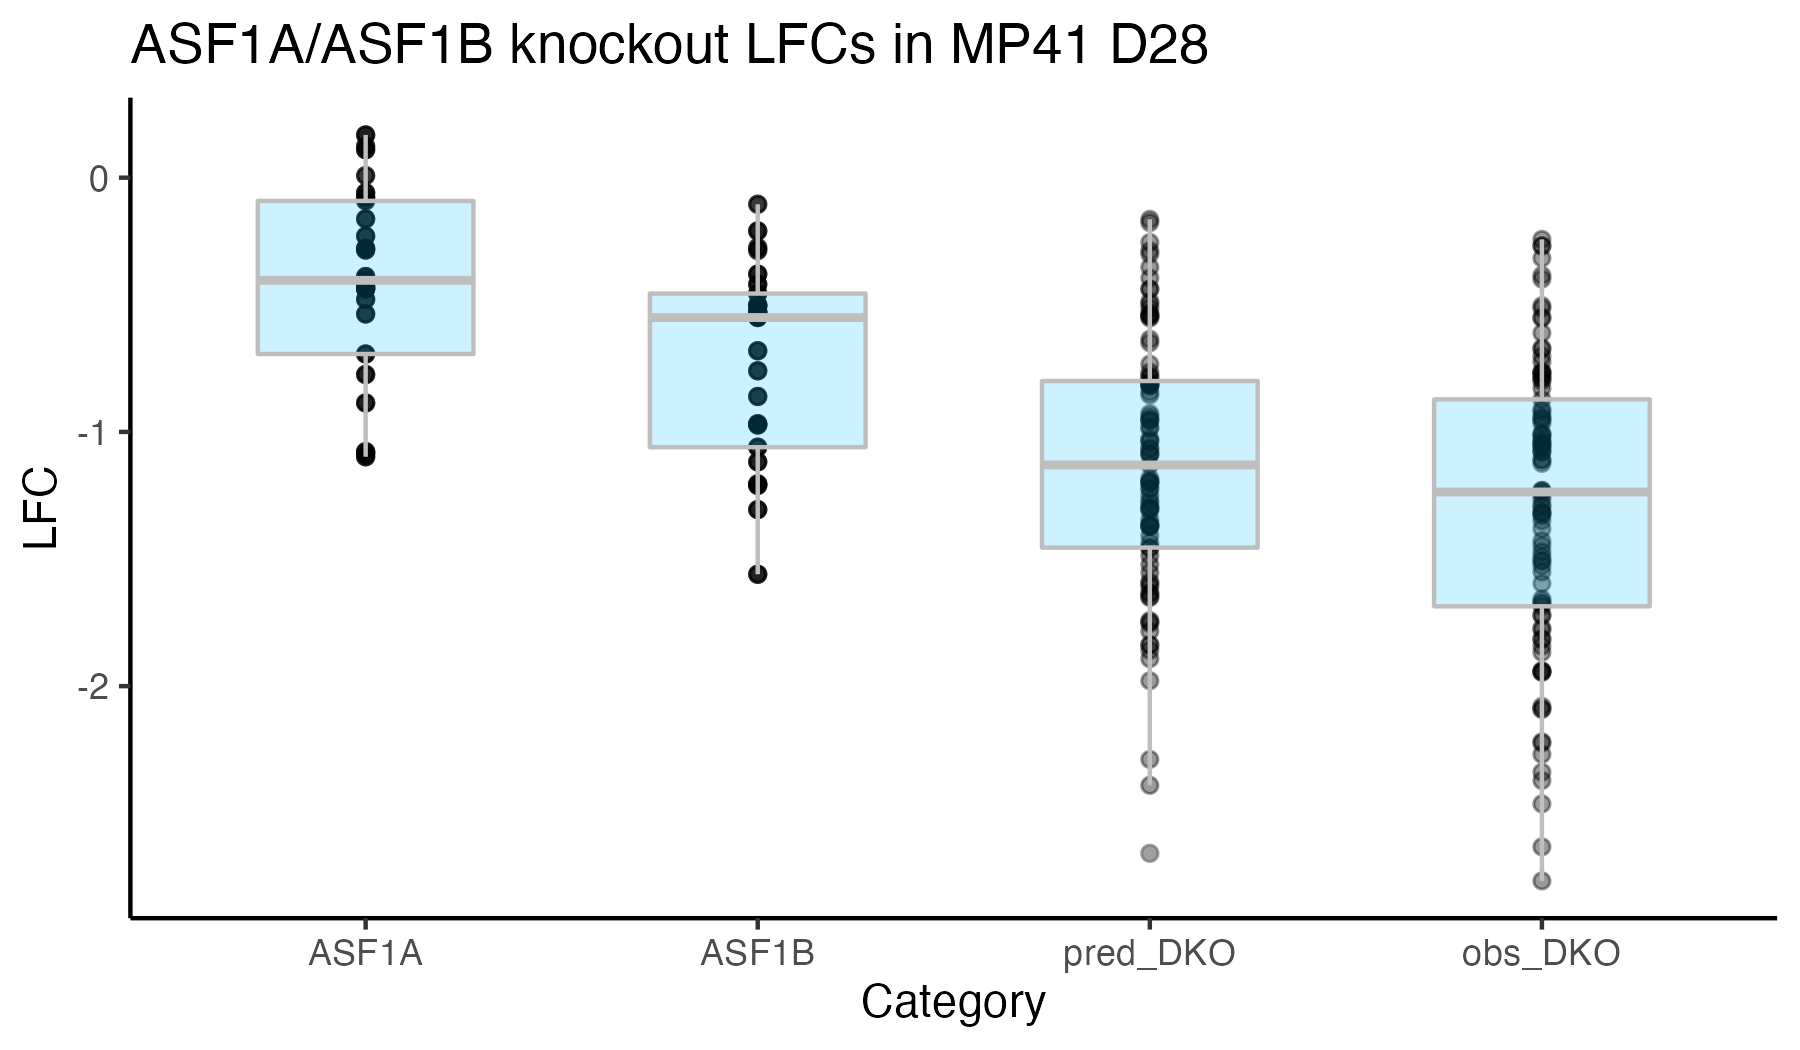 ASF1A/ASF1B knockout LFCs in MP41 D28
LFC
0
-1
-2
ASF1A
ASF1B
pred_DKO
obs_DKO
Category